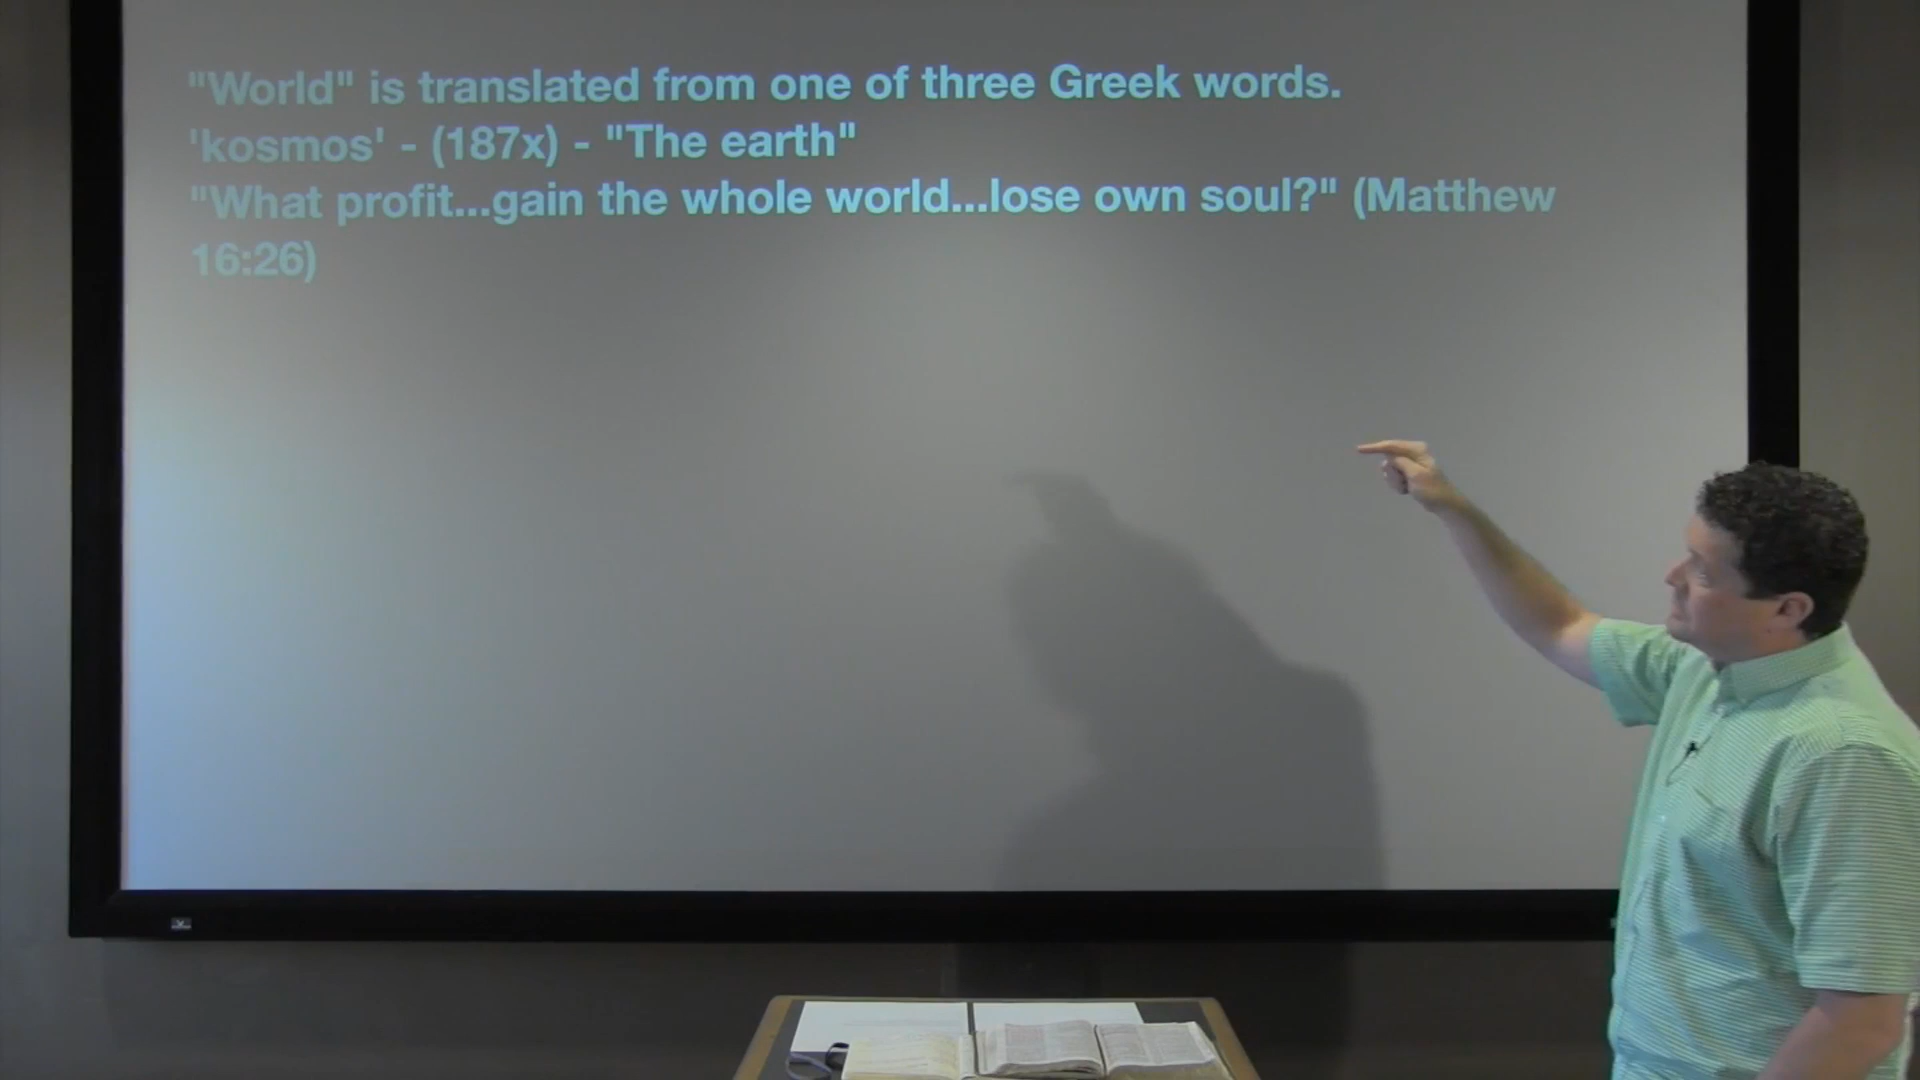 "World" is translated from one of three Greek words.
'kosmos' - (187x) - "The earth"
"What profit...gain the whole world...lose own soul?" (Matthew
16:26)